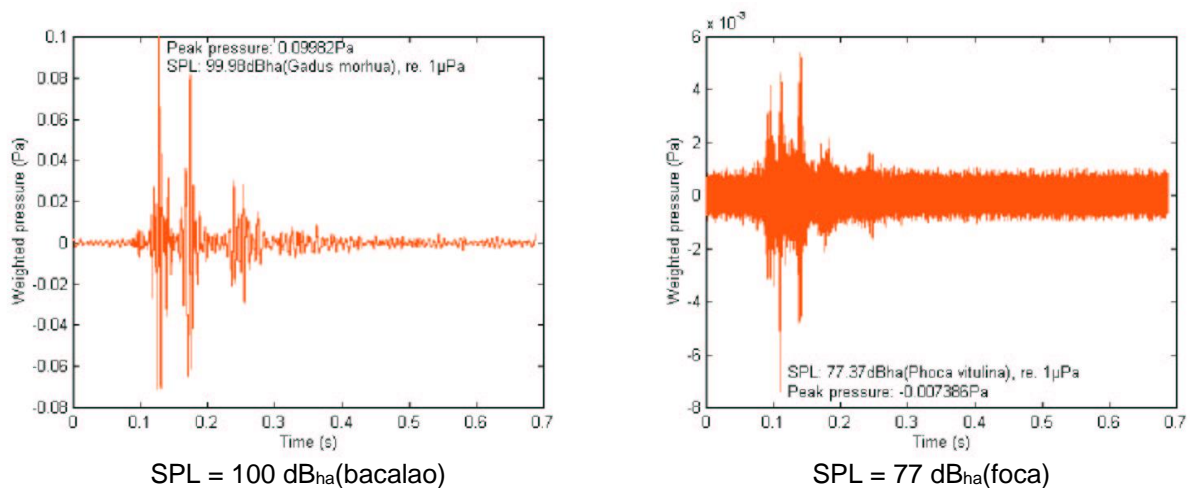 Peak pressure: 0.09982Pa
SPL: 99.98dBha(Gadus morhua), re. 1µPa
0.1
0.08
0.06
0.04
0.02
0
-0.02
-0.04
-0.06
-0.08
Weighted pressure (Pa)
0 0.1 0.2 0.3 0.4 0.5 0.6 0.7
Time (s)
SPL = 100 dBha(bacalao)
x 10⁻³
6
4
2
0
-2
-4
-6
-8
Weighted pressure (Pa)
SPL: 77.37dBha(Phoca vitulina), re. 1µPa
Peak pressure: -0.007386Pa
0 0.1 0.2 0.3 0.4 0.5 0.6 0.7
Time (s)
SPL = 77 dBha(foca)